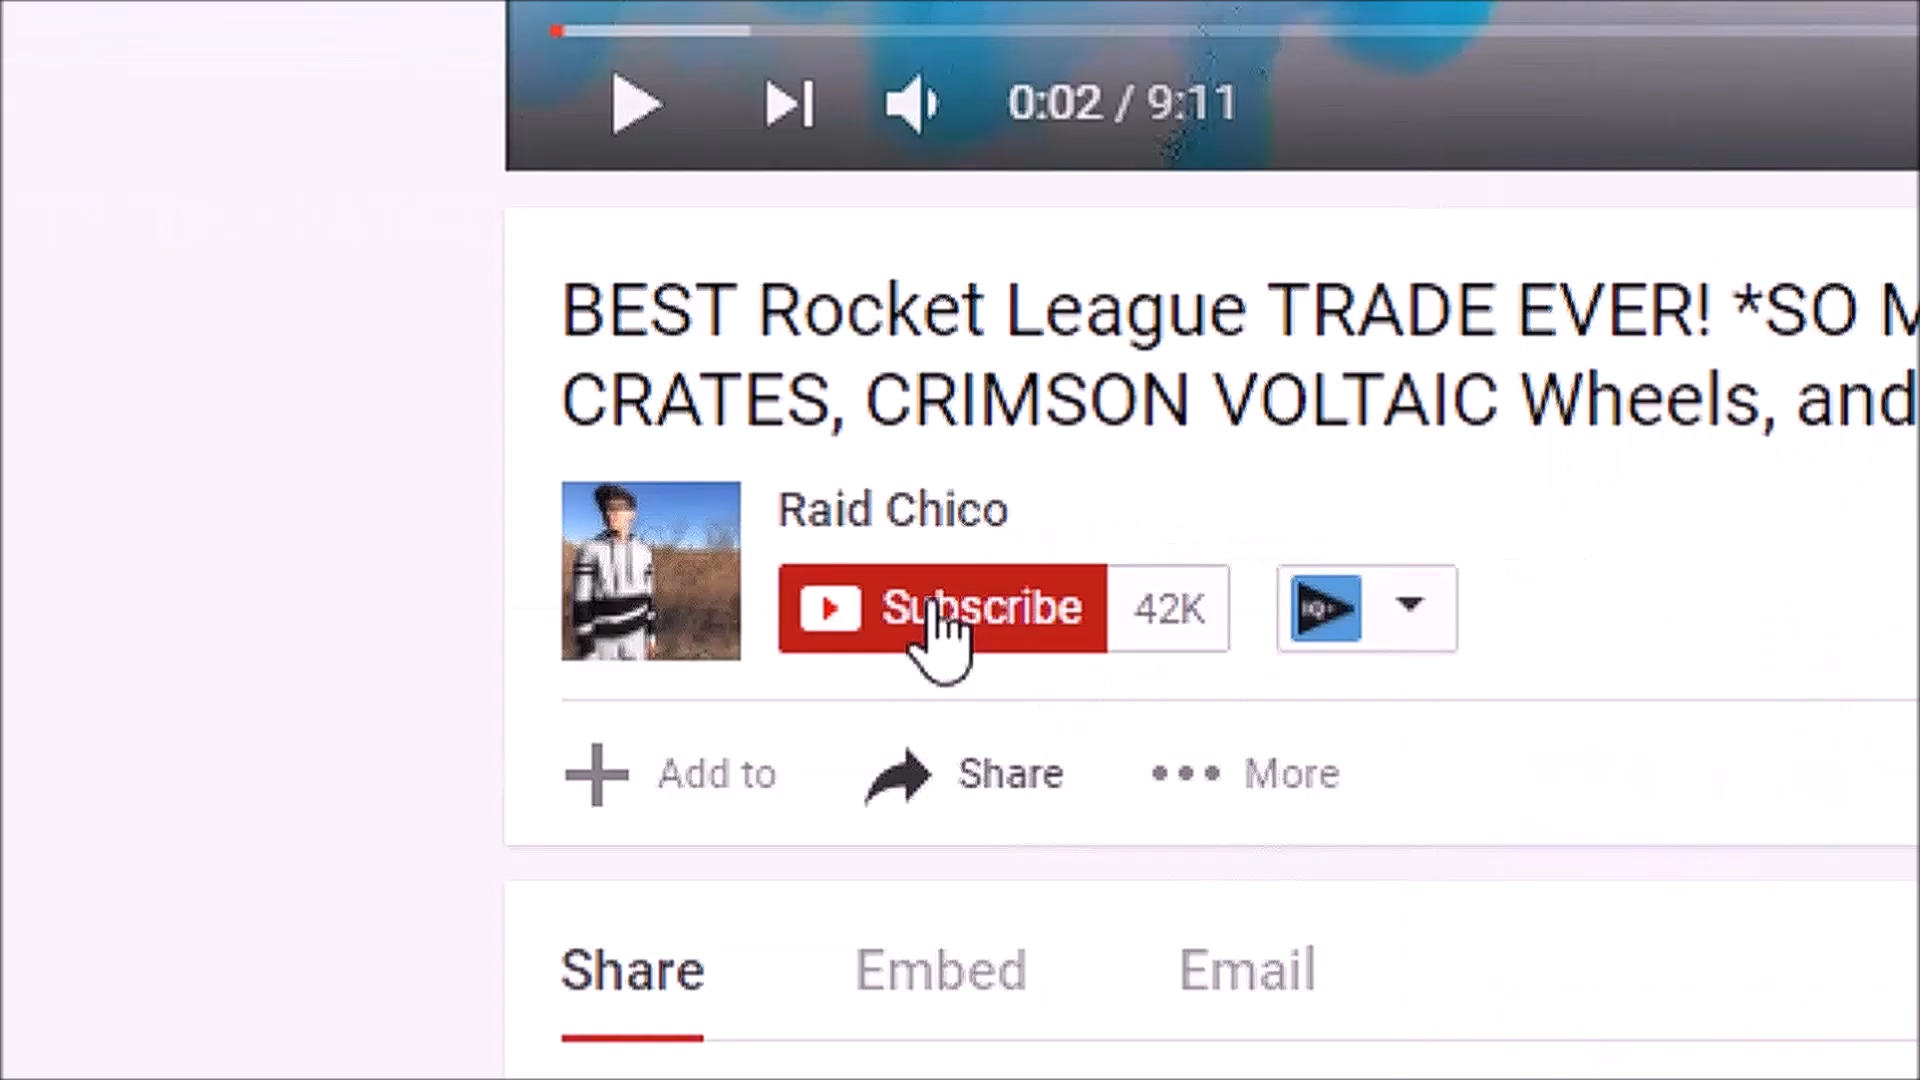 0:02 / 9:11
BEST Rocket League TRADE EVER! *SO
CRATES, CRIMSON VOLTAIC Wheels, and
Raid Chico
Subscribe 42K
Add to Share More
Share Embed Email